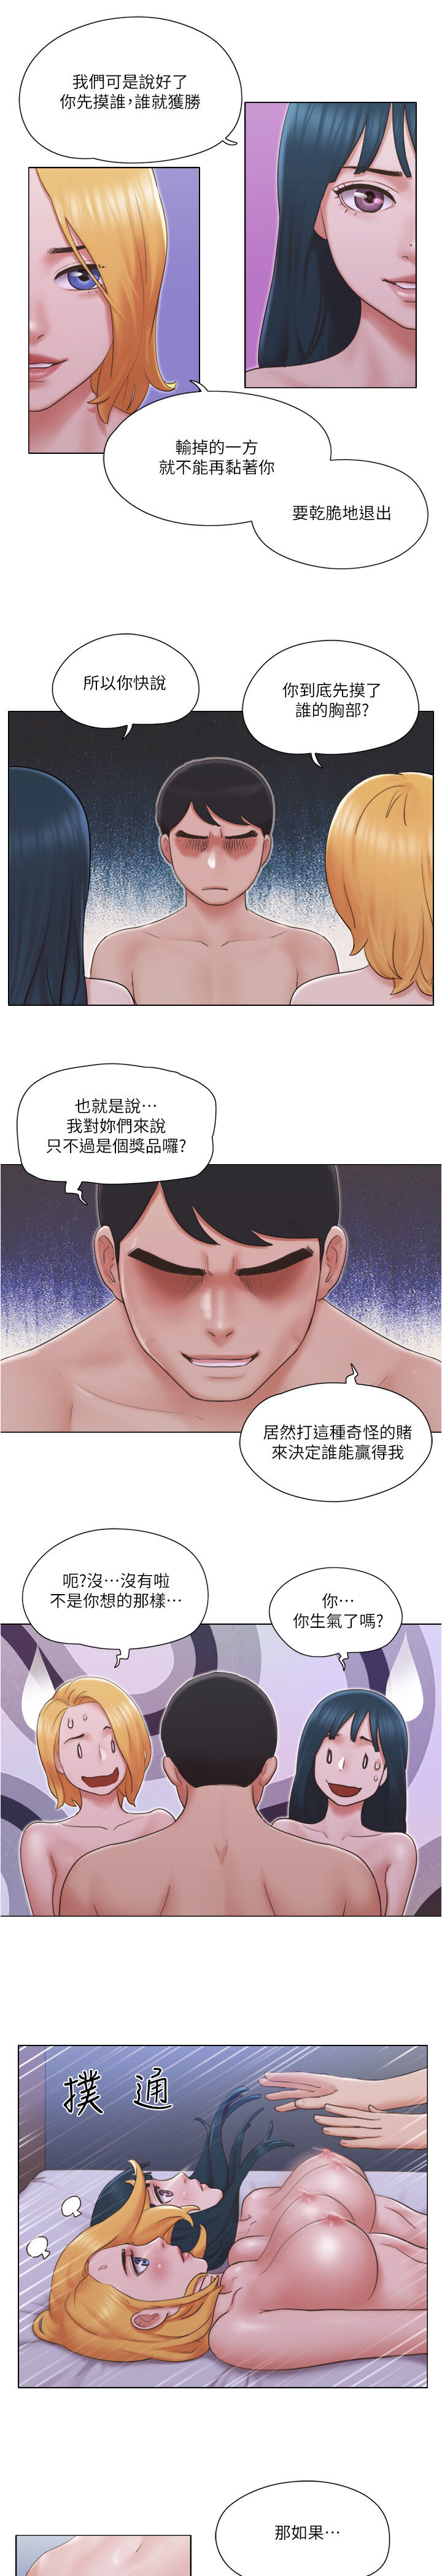 我們可是說好了
你先摸誰，誰就獲勝
輸掉的一方
就不能再黏著你
要乾脆地退出
所以你快說
你到底先摸了
誰的胸部?
也就是說…
我對妳們來說
只不過是個獎品囉?
居然打這種奇怪的賭
來決定誰能贏得我
呃?沒…沒有啦
不是你想的那樣…
你…
你生氣了嗎?
撲通
那如果…